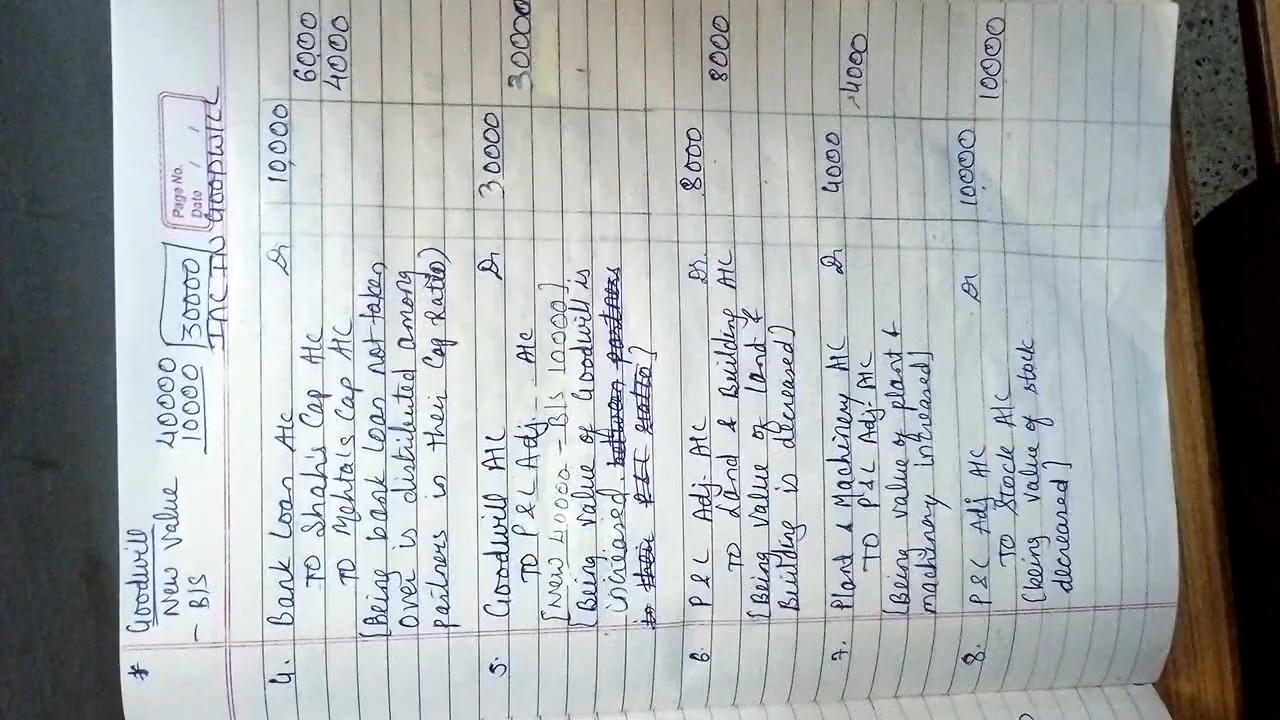 * Goodwill
Page No.
Date / /
New Value 40000
- B/s 10000 30000
INC IN GOODWILL
4. Bank Loan A/c Dr 10,000
TO Shah's Cap A/c 6000
TO Mehta's Cap A/c 4000
[Being bank loan not taken
over is distributed among
partners in their Cap Ratio)
5. Goodwill A/c Dr 30000
TO P & L Adj. A/c 30000
[New 40000 - B/s 10000]
[Being value of Goodwill is
increased.
6. P & L Adj. A/c Dr. 8000
TO Land & Building A/c 8000
[Being value of land &
Building is decreased]
7. Plant & Machinery A/c Dr 4000
TO P & L Adj. A/c 4000
[Being value of plant &
machinery increased]
8. P & L Adj A/c Dr 10000
TO Stock A/c 10000
[being value of stock
decreased]